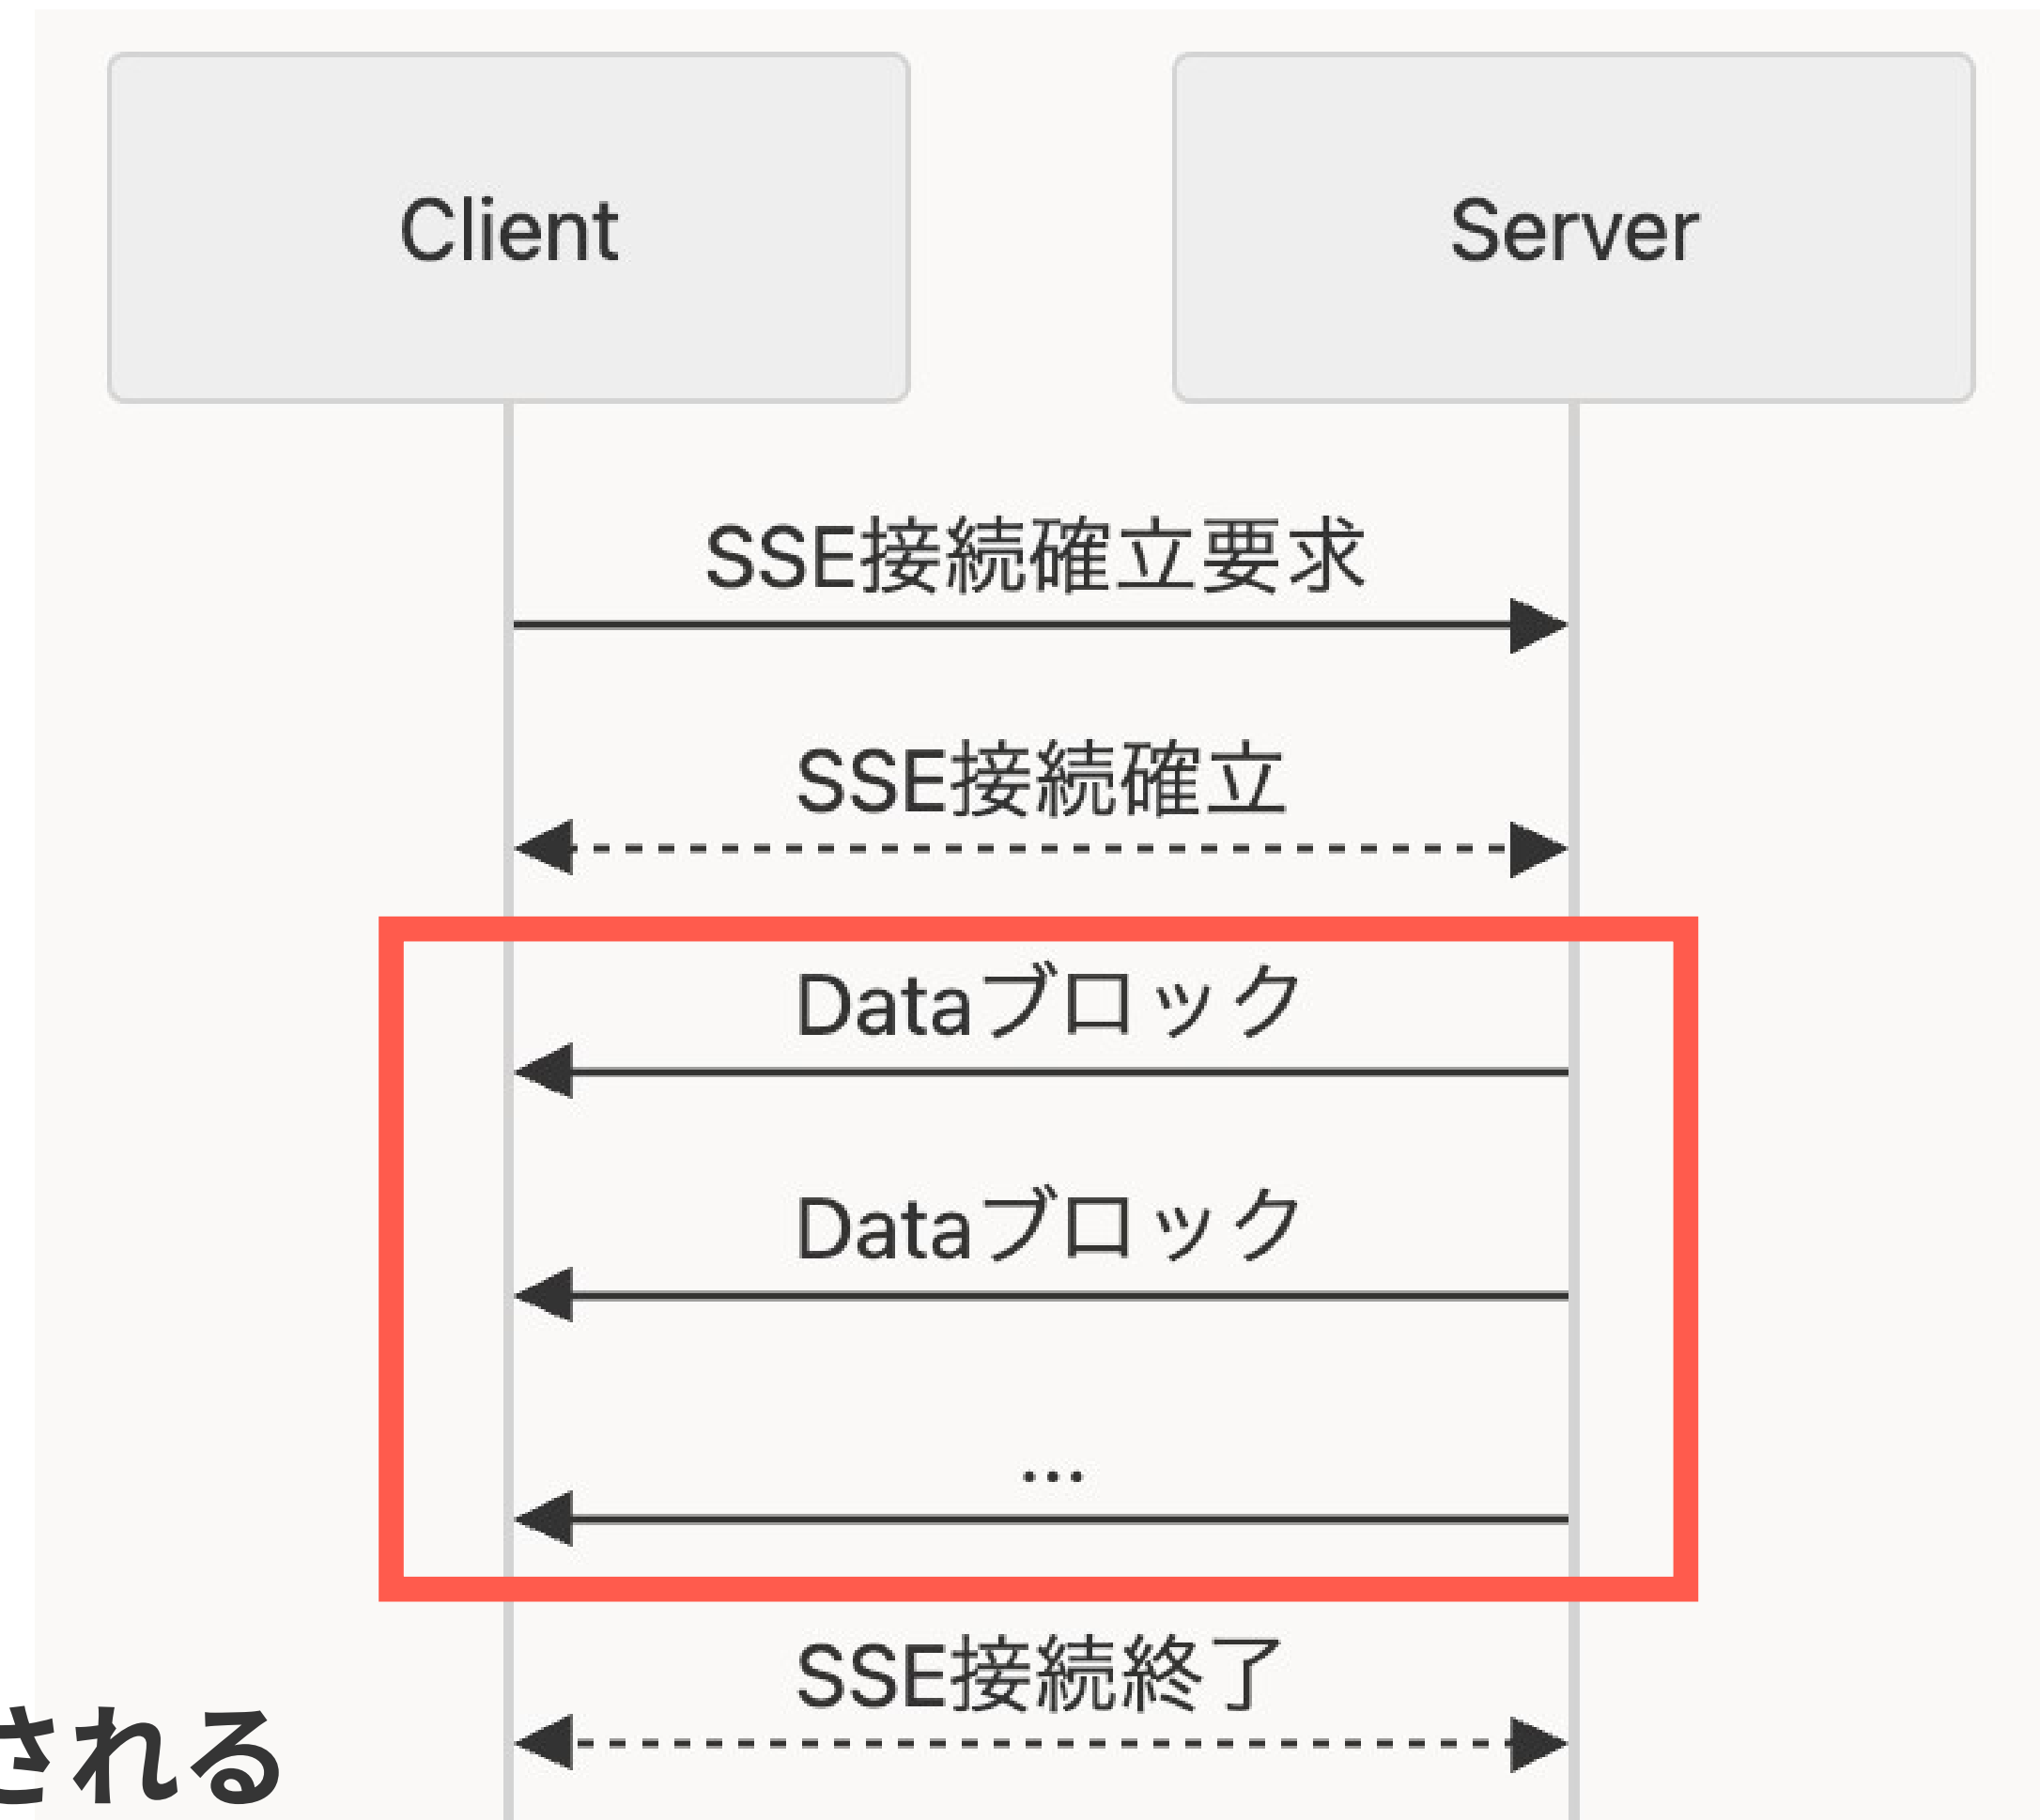 Client
Server
SSE接続確立要求
SSE接続確立
Dataブロック
Dataブロック
...
SSE接続終了
される